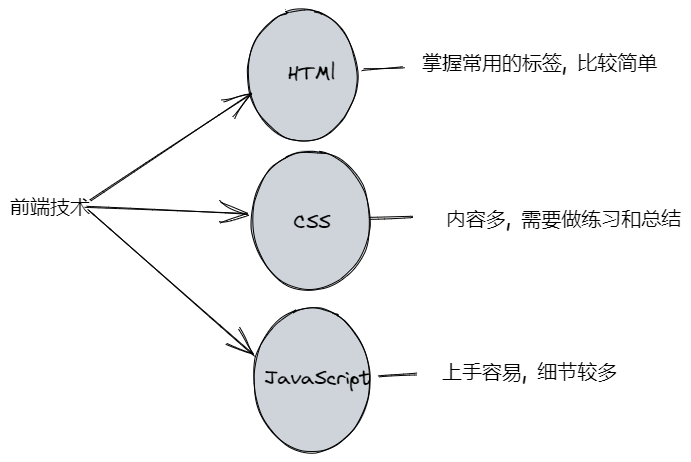 HTMl
掌握常用的标签, 比较简单
前端技术
CSS
内容多, 需要做练习和总结
JavaScript
上手容易, 细节较多